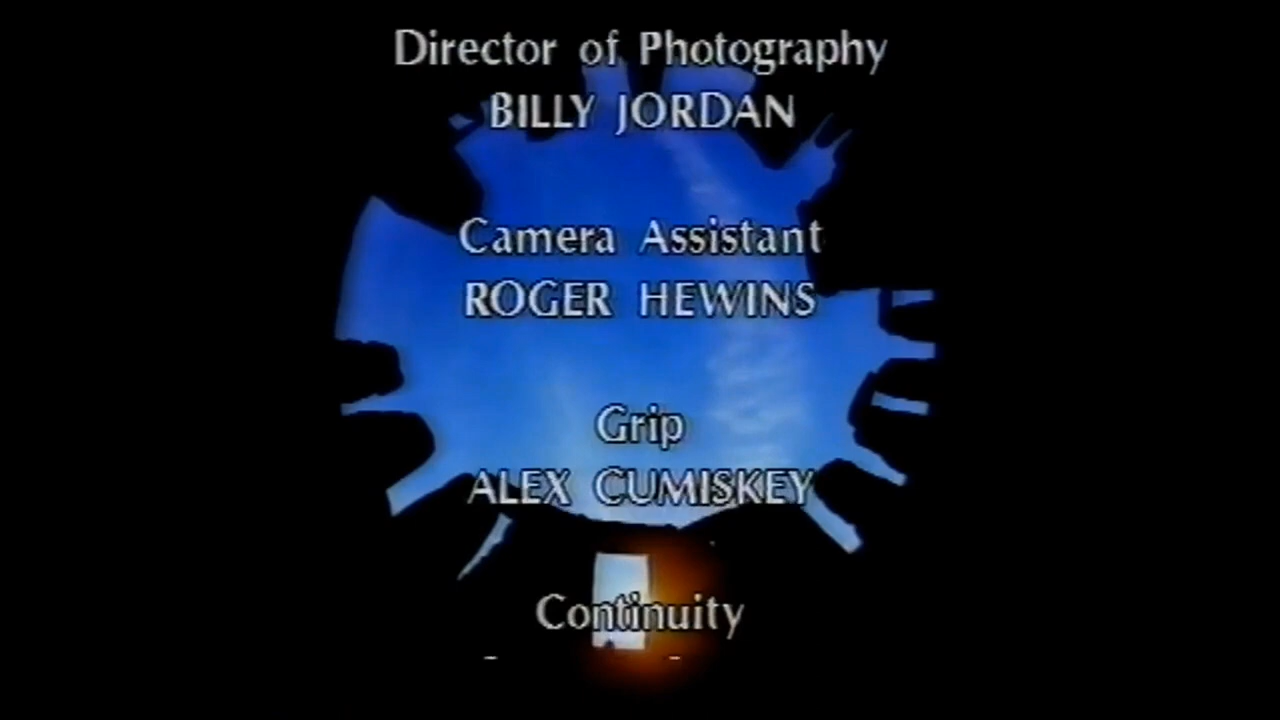 Director of Photography
BILLY JORDAN
Camera Assistant
ROGER HEWINS
Grip
ALEX CUMISKEY
Continuity